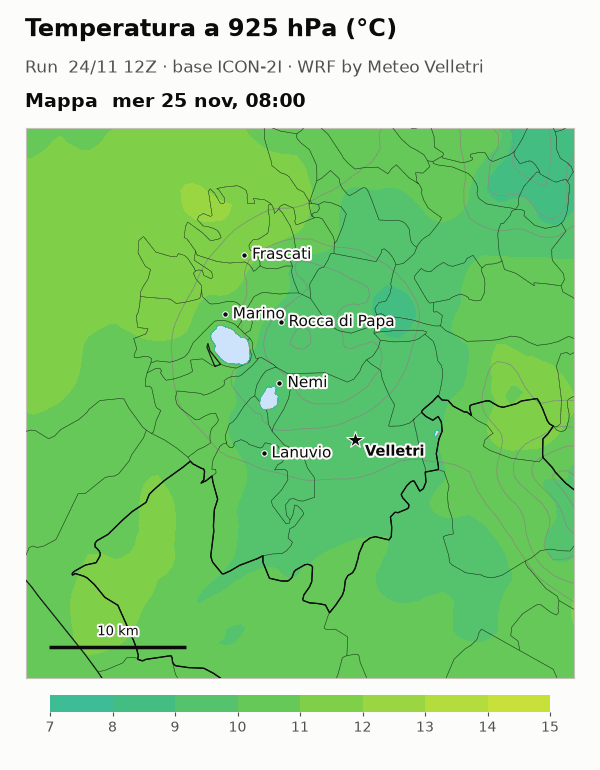 Temperatura a 925 hPa (°C)
Run  24/11 12Z · base ICON-2I · WRF by Meteo Velletri
Mappa  mer 25 nov, 08:00
Frascati
Marino
Rocca di Papa
Nemi
Velletri
Lanuvio
10 km
7 8 9 10 11 12 13 14 15